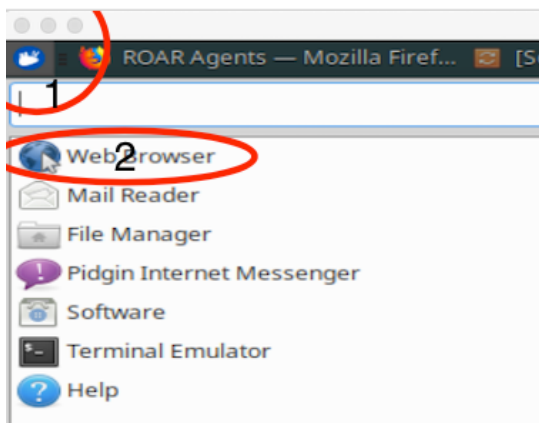 ROAR Agents — Mozilla Firef... [S
1
Web Browser
2
Mail Reader
File Manager
Pidgin Internet Messenger
Software
Terminal Emulator
Help